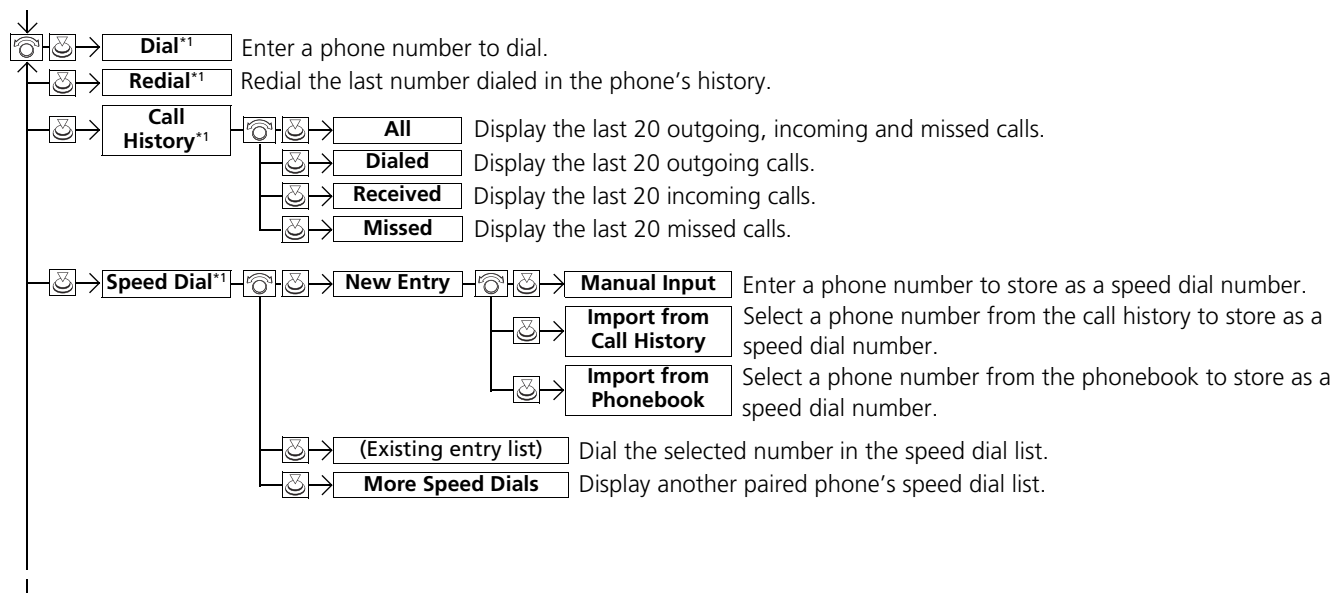 Dial*1 Enter a phone number to dial.
Redial*1 Redial the last number dialed in the phone’s history.
Call
History*1
All Display the last 20 outgoing, incoming and missed calls.
Dialed Display the last 20 outgoing calls.
Received Display the last 20 incoming calls.
Missed Display the last 20 missed calls.
Speed Dial*1 New Entry Manual Input Enter a phone number to store as a speed dial number.
Import from
Call History
Select a phone number from the call history to store as a
speed dial number.
Import from
Phonebook
Select a phone number from the phonebook to store as a
speed dial number.
(Existing entry list) Dial the selected number in the speed dial list.
More Speed Dials Display another paired phone’s speed dial list.